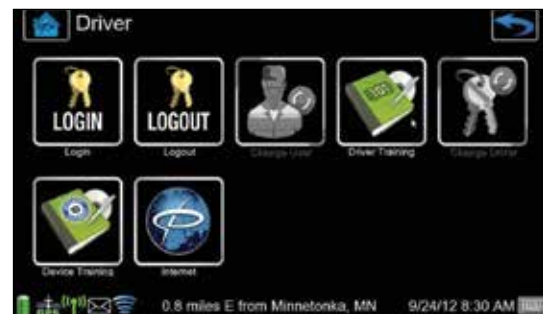 Driver
LOGIN
LOGOUT
101
Login
Logout
Change User
Driver Training
Change Driver
Device Training
Internet
0.8 miles E from Minnetonka, MN
9/24/12 8:30 AM